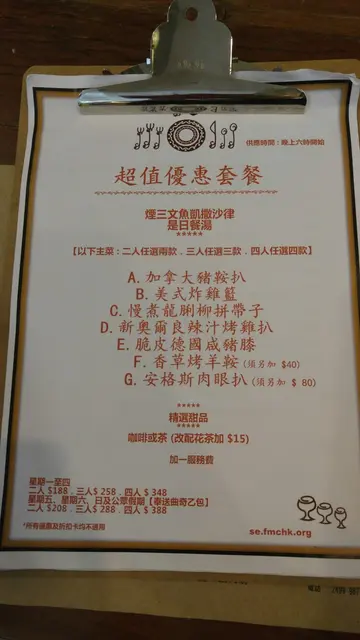 供應時間：晚上六時開始
超值優惠套餐
煙三文魚凱撒沙律
是日餐湯
*****
【以下主菜：二人任選兩款．三人任選三款．四人任選四款】
A. 加拿大豬鞍扒
B. 美式炸雞籃
C. 慢煮龍脷柳拼帶子
D. 新奧爾良辣汁烤雞扒
E. 脆皮德國咸豬膝
F. 香草烤羊鞍 (須另加 $40)
G. 安格斯肉眼扒 (須另加 $ 80)
*****
精選甜品
*****
咖啡或茶 (改配花茶加 $15)
加一服務費
星期一至四
二人 $188．三人$ 258．四人 $ 348
星期五、星期六、日及公眾假期【奉送曲奇乙包】
二人 $208．三人$ 288．四人 $ 388
*所有優惠及折扣卡均不適用
se.fmchk.org